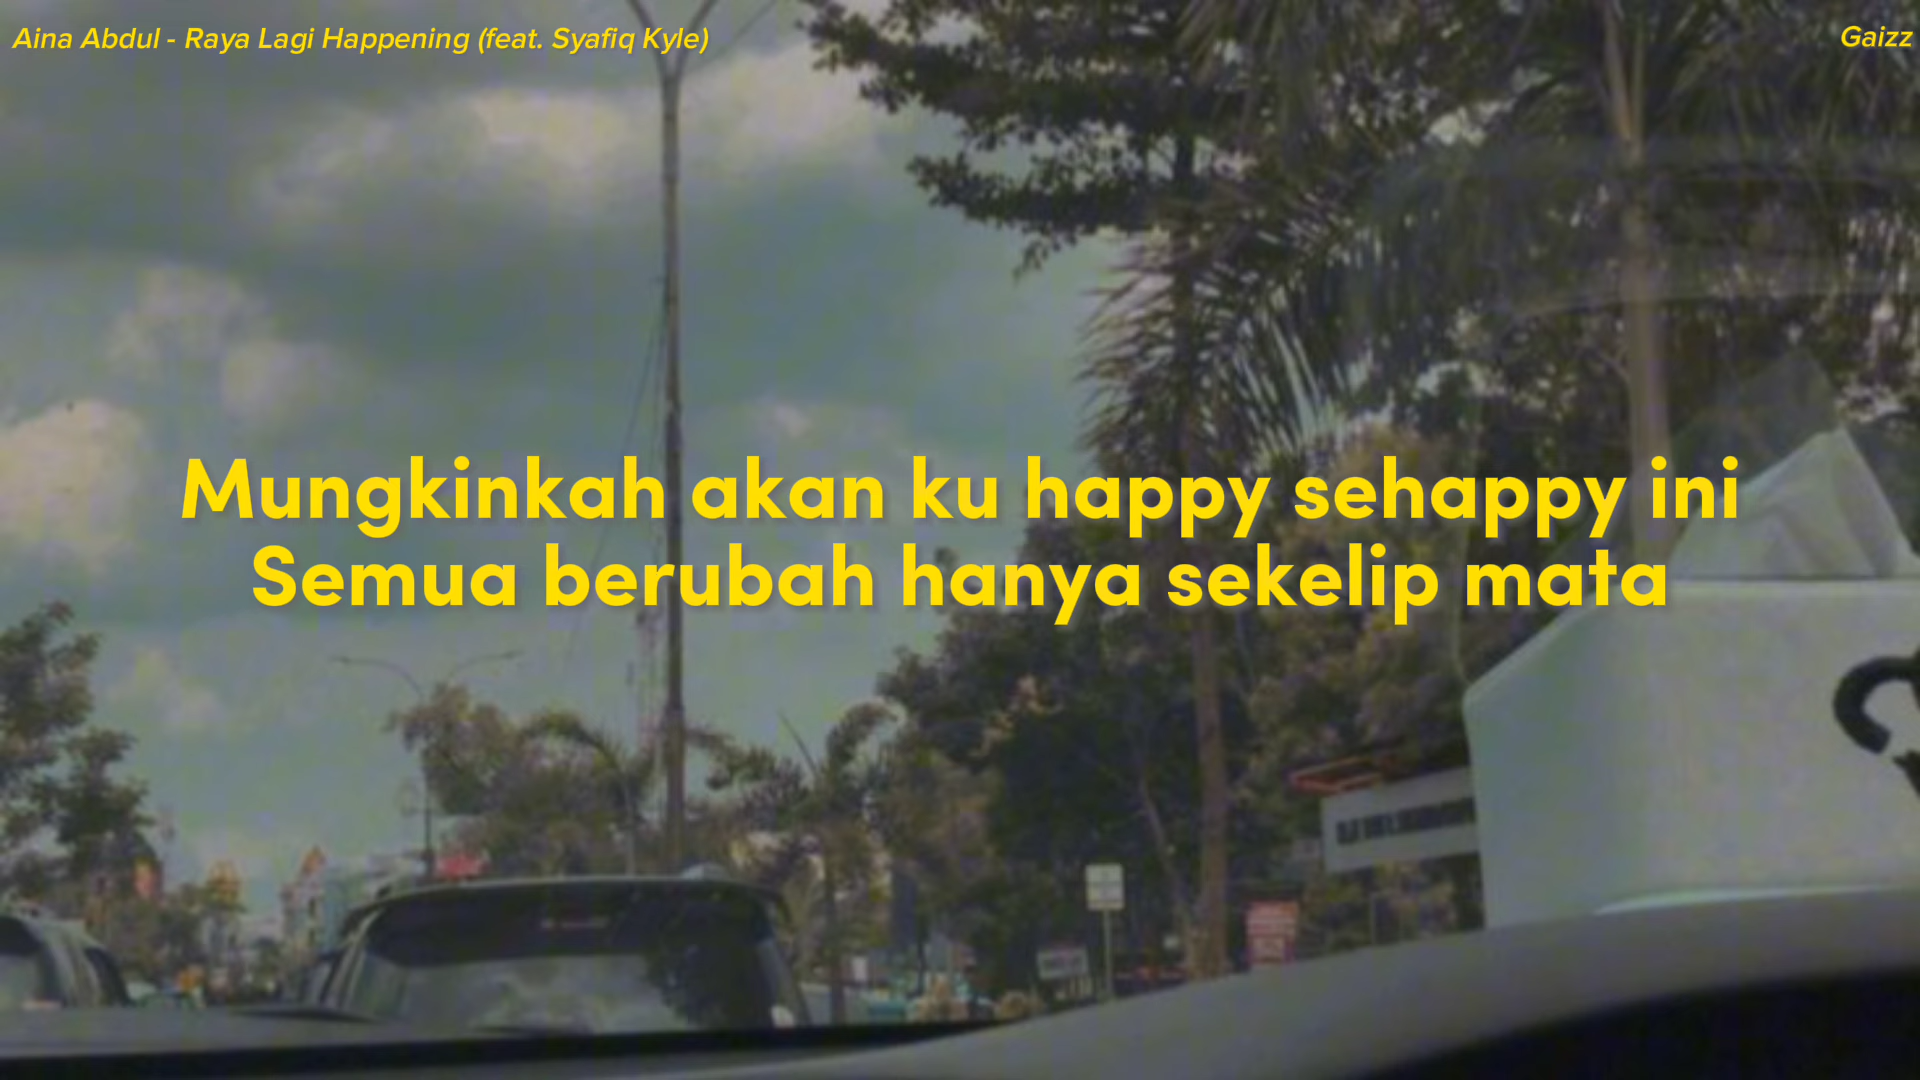 Aina Abdul - Raya Lagi Happening (feat. Syafiq Kyle)
Gaizz
Mungkinkah akan ku happy sehappy ini
Semua berubah hanya sekelip mata